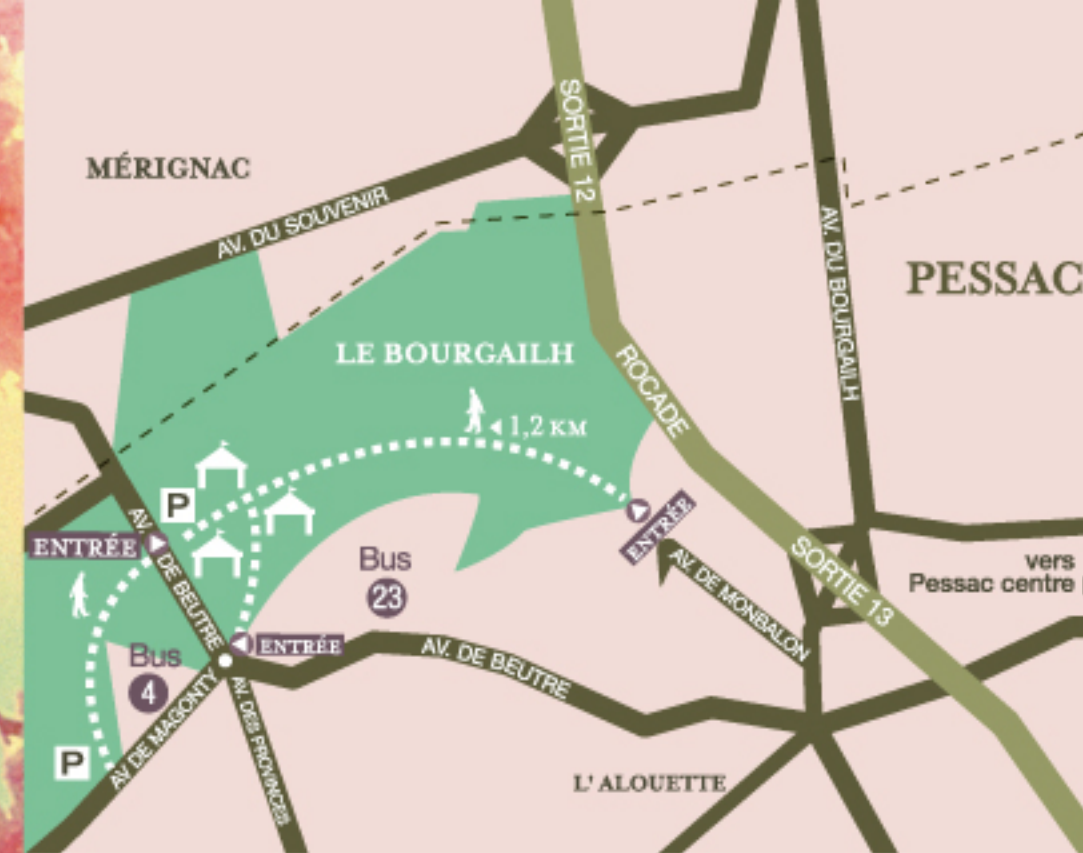 SORTIE 12
MÉRIGNAC
AV. DU SOUVENIR
AV. DU BOURGAILH
PESSAC
LE BOURGAILH
ROCADE
1,2 KM
P
ENTRÉE
AV. DE BEUTRE
ENTRÉE
Bus
23
SORTIE 13
vers
Pessac centre
AV. DE MONBALON
ENTRÉE
Bus
4
AV. DE BEUTRE
AV DE MAGONTY
AV. DES PROVINCES
P
L' ALOUETTE